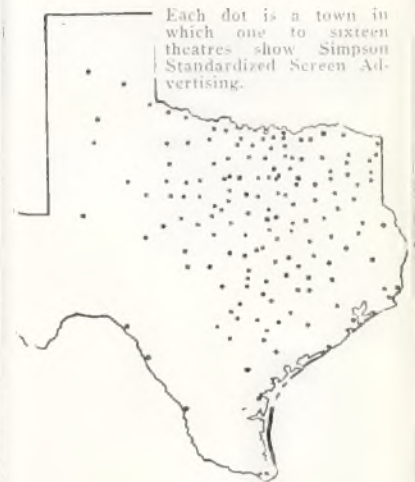 Each dot is a town in
which one to sixteen
theatres show Simpson
Standardized Screen Ad-
vertising.